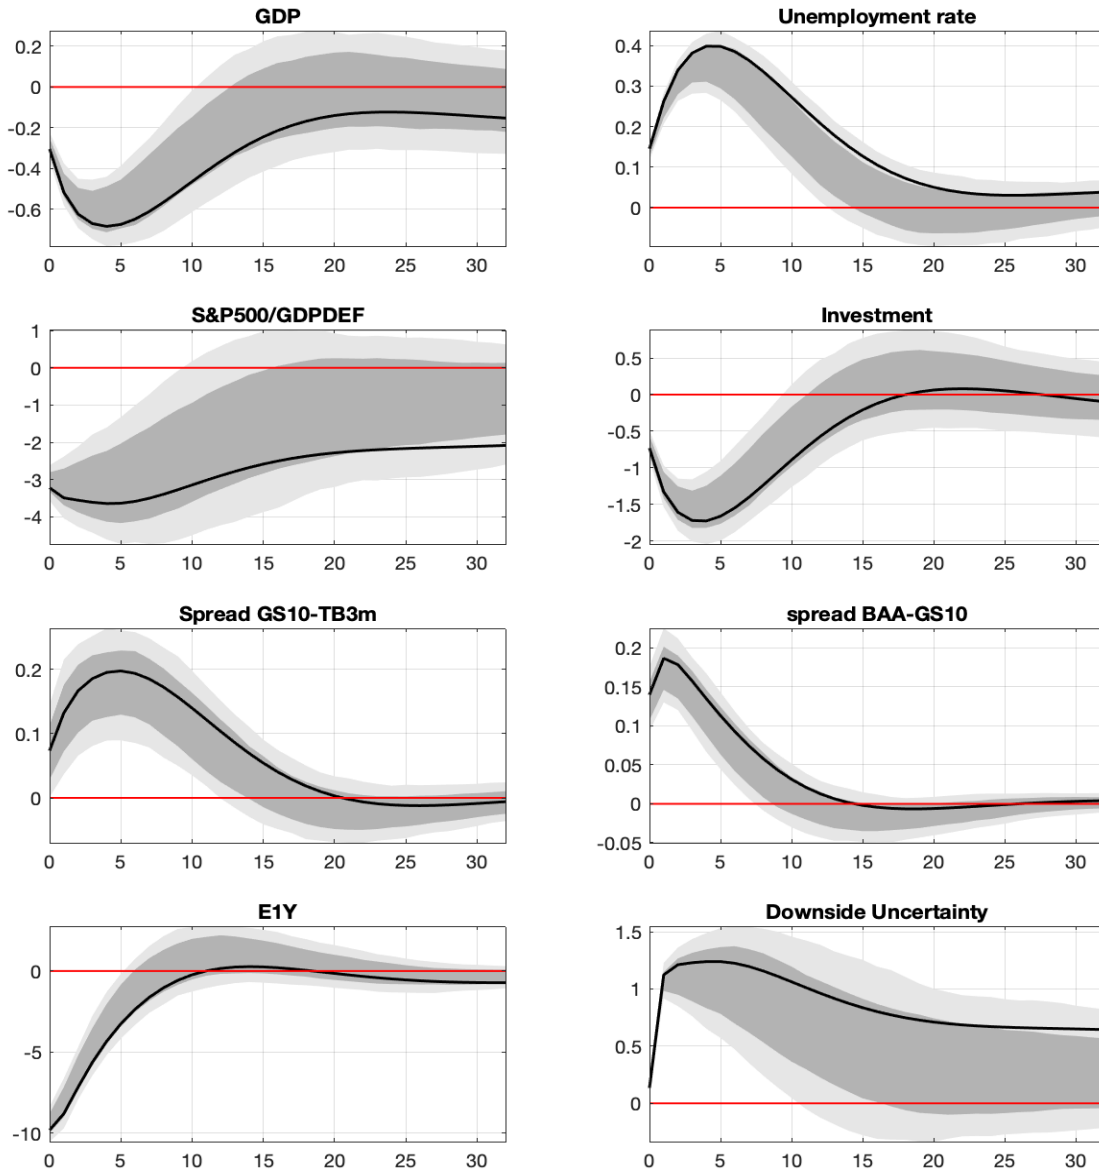 GDP
0.2
0
-0.2
-0.4
-0.6
0 5 10 15 20 25 30
Unemployment rate
0.4
0.3
0.2
0.1
0
0 5 10 15 20 25 30
S&P500/GDPDEF
1
0
-1
-2
-3
-4
0 5 10 15 20 25 30
Investment
0.5
0
-0.5
-1
-1.5
-2
0 5 10 15 20 25 30
Spread GS10-TB3m
0.2
0.1
0
0 5 10 15 20 25 30
spread BAA-GS10
0.2
0.15
0.1
0.05
0
-0.05
0 5 10 15 20 25 30
E1Y
0
-5
-10
0 5 10 15 20 25 30
Downside Uncertainty
1.5
1
0.5
0
0 5 10 15 20 25 30